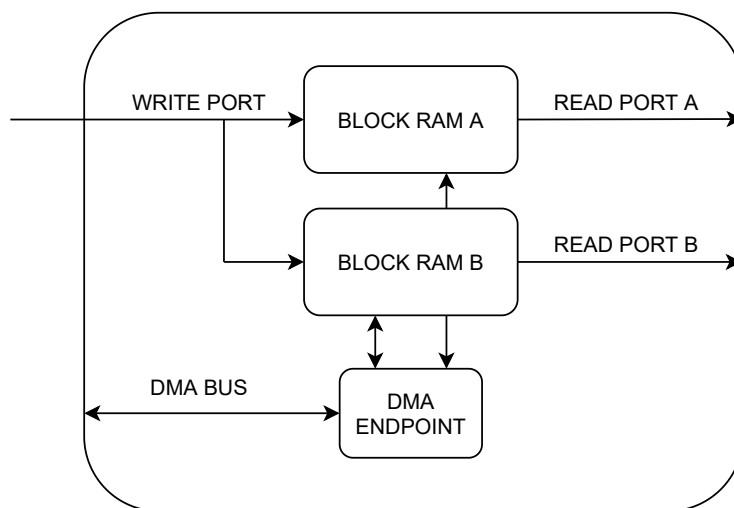 WRITE PORT
BLOCK RAM A
READ PORT A
BLOCK RAM B
READ PORT B
DMA BUS
DMA
ENDPOINT